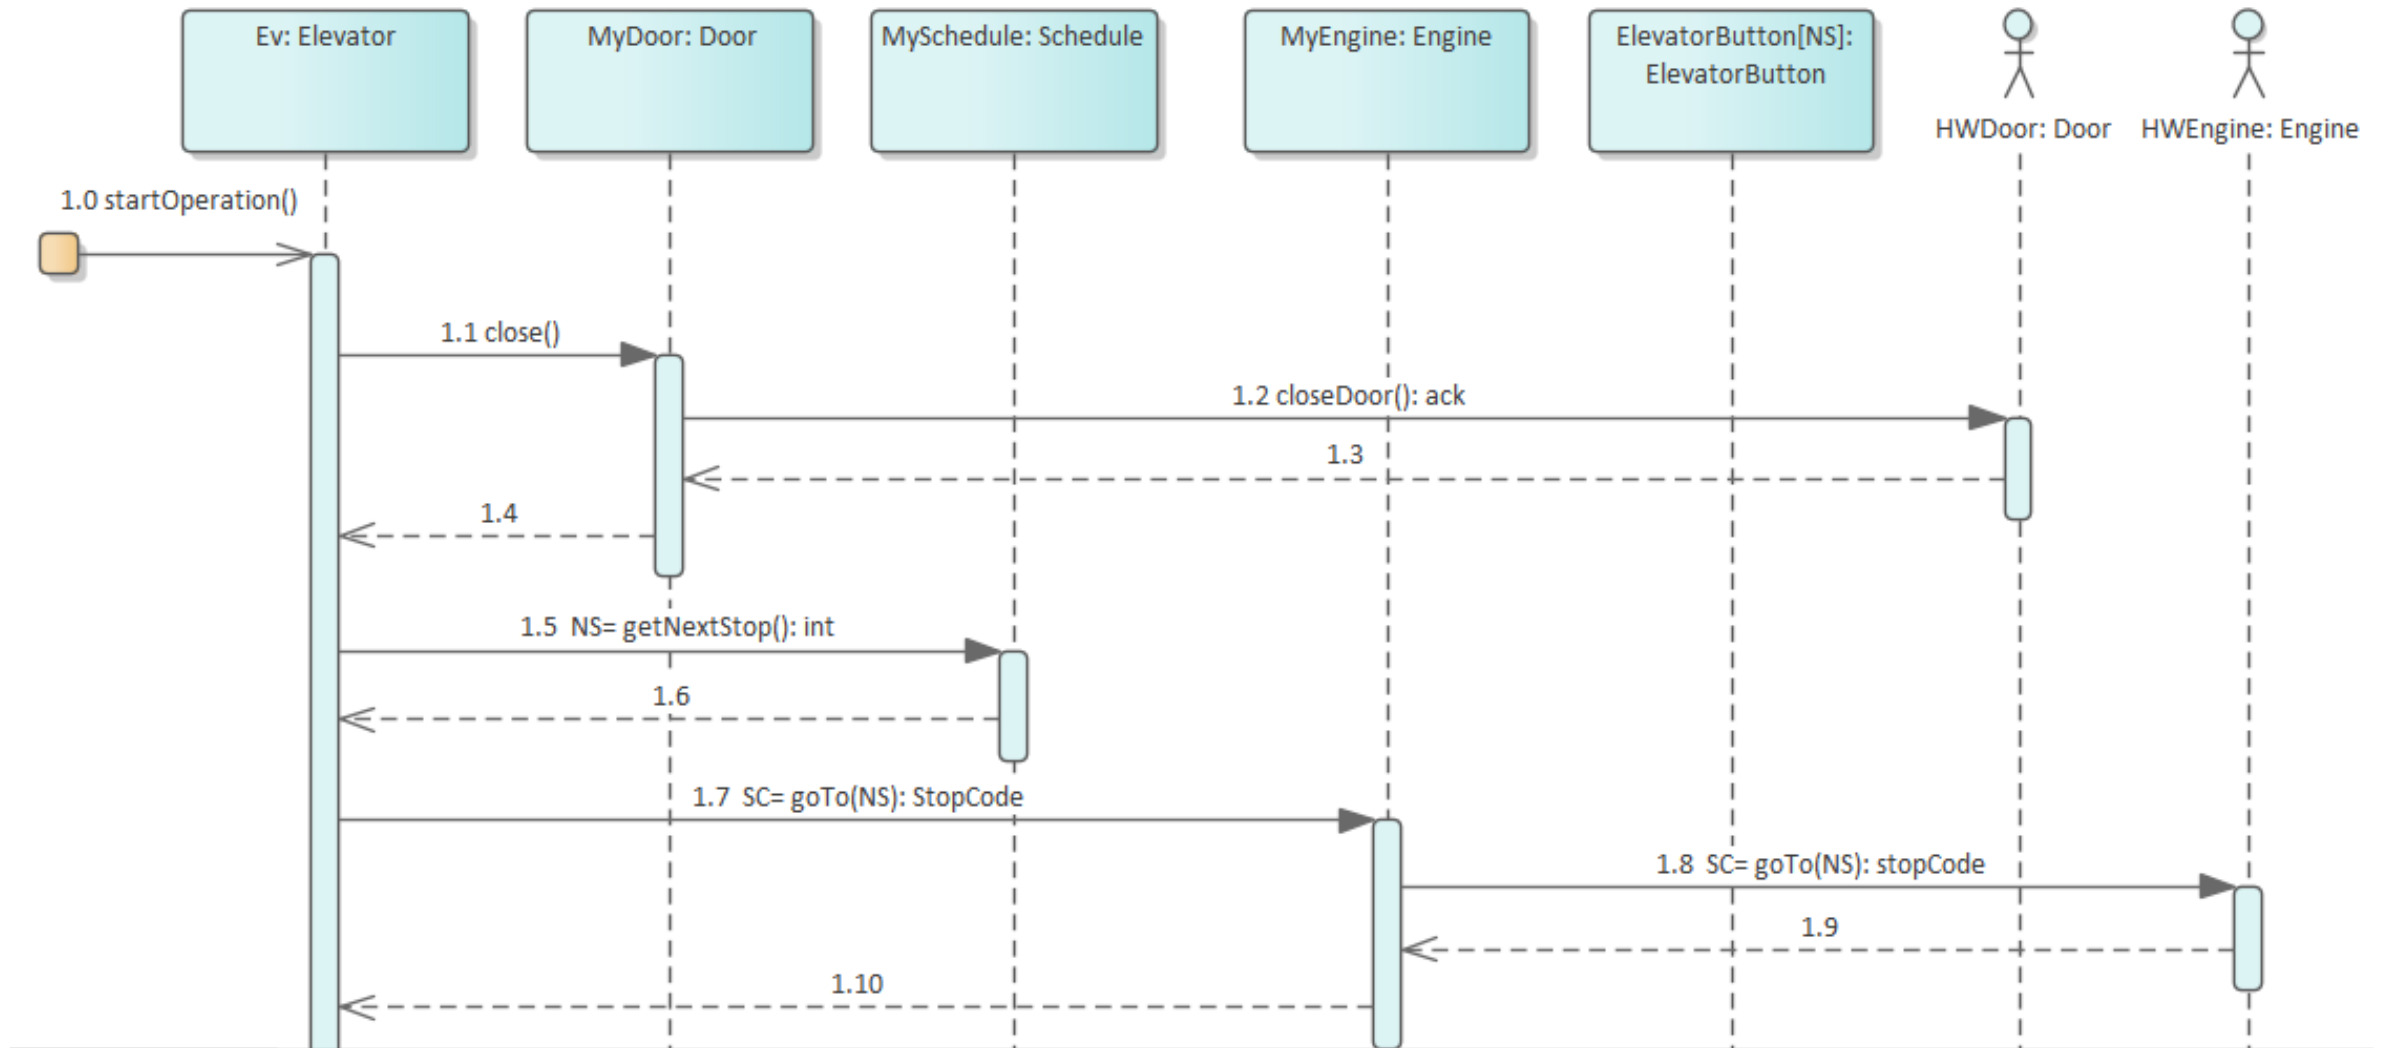 Ev: Elevator
MyDoor: Door
MySchedule: Schedule
MyEngine: Engine
ElevatorButton[NS]:
ElevatorButton
HWDoor: Door
HWEngine: Engine
1.0 startOperation()
1.1 close()
1.2 closeDoor(): ack
1.3
1.4
1.5 NS= getNextStop(): int
1.6
1.7 SC= goTo(NS): StopCode
1.8 SC= goTo(NS): stopCode
1.9
1.10